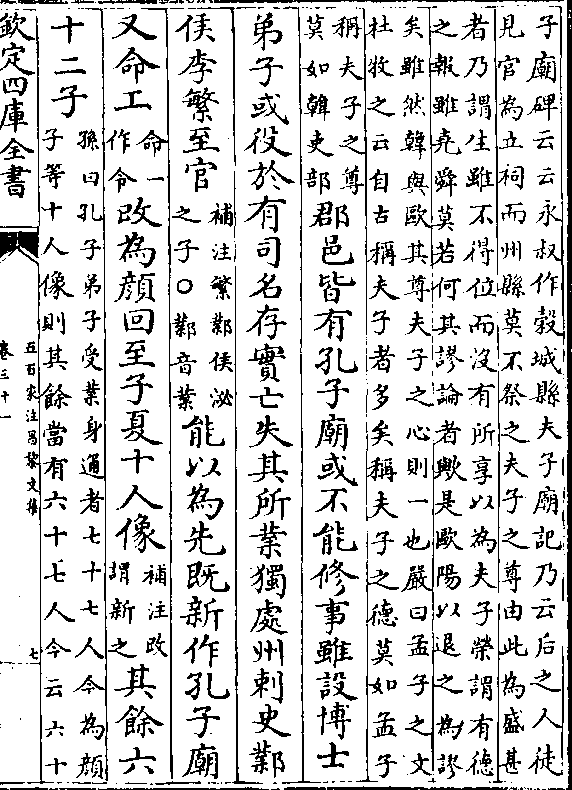 子廟碑云云永叔作穀城縣夫子廟記乃云后之人徒
見官為立祠而州縣莫不祭之夫子之尊由此為盛甚
者乃謂生雖不得位而沒有所享以為夫子榮謂有德
之報雖堯舜莫若何其謬論者歟是歐陽以退之為謬
矣雖然韓與歐其尊夫子之心則一也嚴曰孟子之文
杜牧之云自古稱夫子者多矣稱夫子之德莫如孟子
稱夫子之尊
莫如韓吏部
郡邑皆有孔子廟或不能修事雖設博士
弟子或役於有司名存實亡失其所業獨處州刺史鄴
侯李繁至官
補注繁鄴侯泌
之子○鄴音業
能以為先既新作孔子廟
又命工
命一
作令
改為顔回至子夏十人像
補注改
謂新之
其餘六
十二子
孫曰孔子弟子受業身通者七十七人今為顔
子等十人像則其餘當有六十七人今云六十
欽定四庫全書
五百家注昌黎文集
卷三十一
七